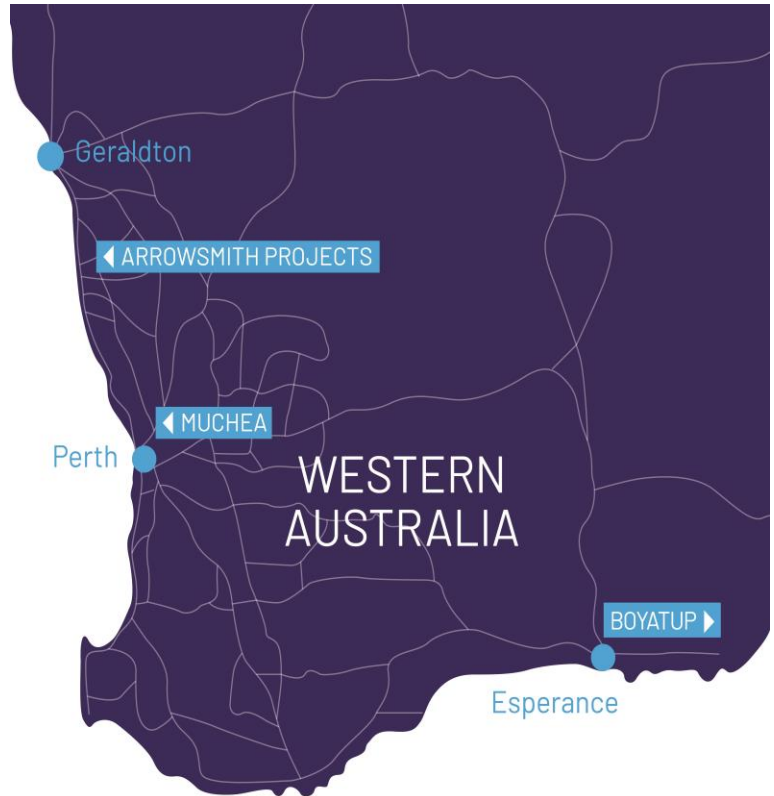 Geraldton
ARROWSMITH PROJECTS
MUCHEA
Perth
WESTERN
AUSTRALIA
BOYATUP
Esperance